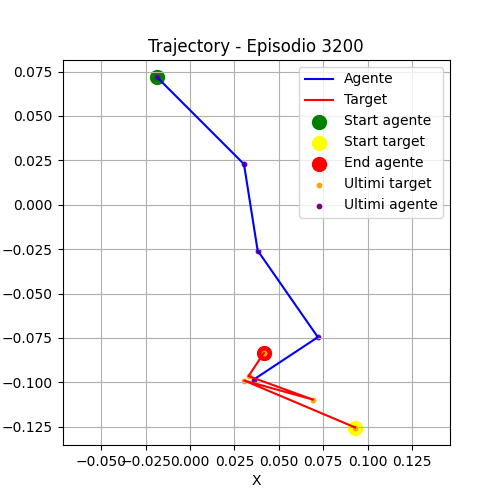 Trajectory - Episodio 3200
0.075
0.050
0.025
0.000
−0.025
−0.050
−0.075
−0.100
−0.125
Agente
Target
Start agente
Start target
End agente
Ultimi target
Ultimi agente
−0.050 −0.025 0.000 0.025 0.050 0.075 0.100 0.125
X